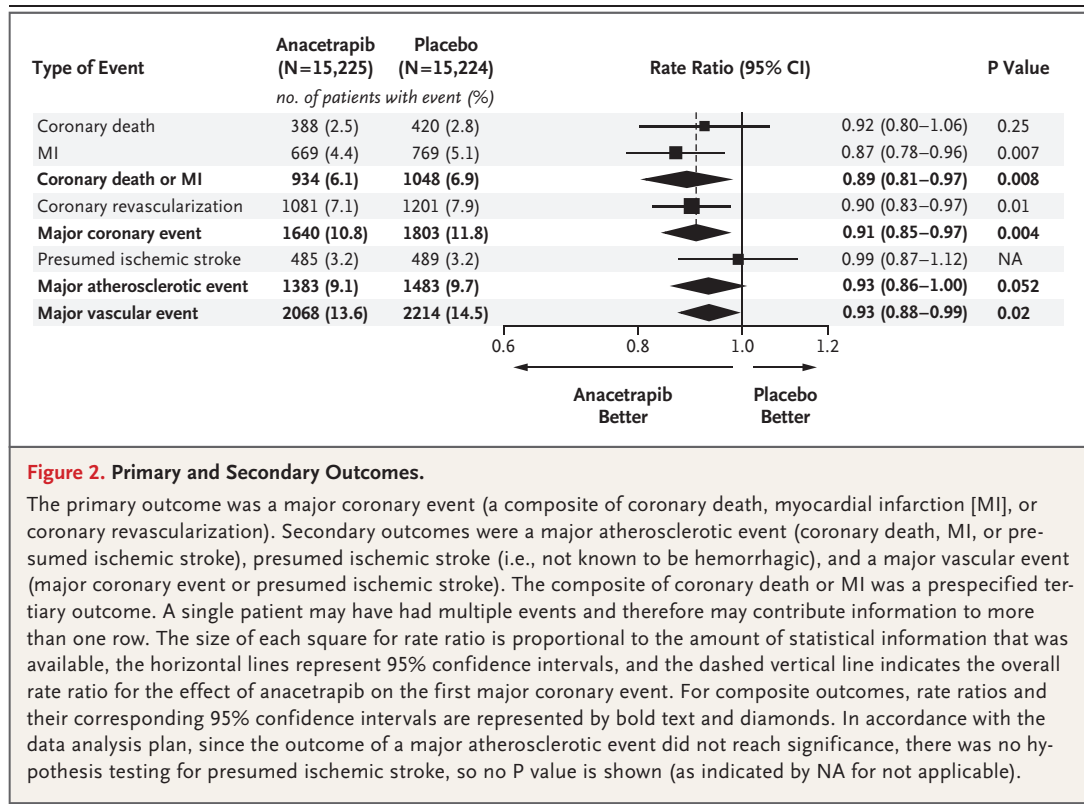 Type of Event
Anacetrapib
(N=15,225)
Placebo
(N=15,224)
Rate Ratio (95% CI)
P Value
no. of patients with event (%)
Coronary death 388 (2.5) 420 (2.8) 0.92 (0.80–1.06) 0.25
MI 669 (4.4) 769 (5.1) 0.87 (0.78–0.96) 0.007
Coronary death or MI 934 (6.1) 1048 (6.9) 0.89 (0.81–0.97) 0.008
Coronary revascularization 1081 (7.1) 1201 (7.9) 0.90 (0.83–0.97) 0.01
Major coronary event 1640 (10.8) 1803 (11.8) 0.91 (0.85–0.97) 0.004
Presumed ischemic stroke 485 (3.2) 489 (3.2) 0.99 (0.87–1.12) NA
Major atherosclerotic event 1383 (9.1) 1483 (9.7) 0.93 (0.86–1.00) 0.052
Major vascular event 2068 (13.6) 2214 (14.5) 0.93 (0.88–0.99) 0.02
0.6 0.8 1.0 1.2
Anacetrapib
Better
Placebo
Better
Figure 2. Primary and Secondary Outcomes.
The primary outcome was a major coronary event (a composite of coronary death, myocardial infarction [MI], or
coronary revascularization). Secondary outcomes were a major atherosclerotic event (coronary death, MI, or pre-
sumed ischemic stroke), presumed ischemic stroke (i.e., not known to be hemorrhagic), and a major vascular event
(major coronary event or presumed ischemic stroke). The composite of coronary death or MI was a prespecified ter-
tiary outcome. A single patient may have had multiple events and therefore may contribute information to more
than one row. The size of each square for rate ratio is proportional to the amount of statistical information that was
available, the horizontal lines represent 95% confidence intervals, and the dashed vertical line indicates the overall
rate ratio for the effect of anacetrapib on the first major coronary event. For composite outcomes, rate ratios and
their corresponding 95% confidence intervals are represented by bold text and diamonds. In accordance with the
data analysis plan, since the outcome of a major atherosclerotic event did not reach significance, there was no hy-
pothesis testing for presumed ischemic stroke, so no P value is shown (as indicated by NA for not applicable).